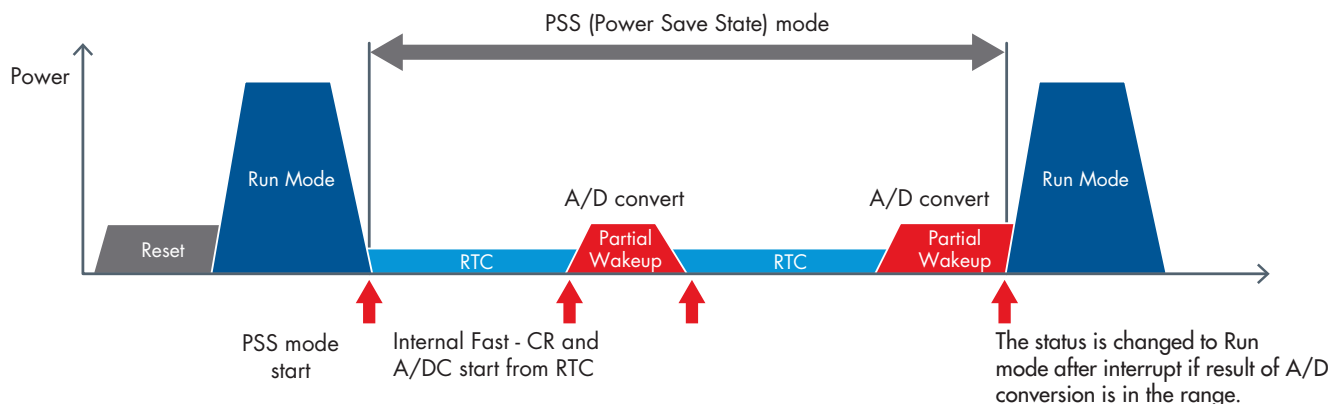 PSS (Power Save State) mode
Power
Run Mode
Run Mode
A/D convert
A/D convert
Reset
Partial
Wakeup
Partial
Wakeup
RTC
RTC
PSS mode
start
Internal Fast - CR and
A/DC start from RTC
The status is changed to Run
mode after interrupt if result of A/D
conversion is in the range.